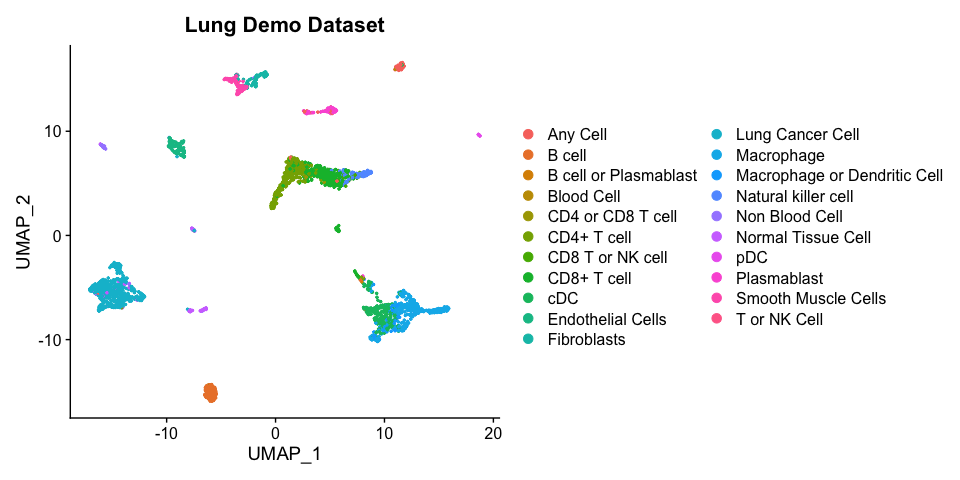 Lung Demo Dataset
UMAP_2
10
0
-10
-10
0
10
20
UMAP_1
Any Cell
B cell
B cell or Plasmablast
Blood Cell
CD4 or CD8 T cell
CD4+ T cell
CD8 T or NK cell
CD8+ T cell
cDC
Endothelial Cells
Fibroblasts
Lung Cancer Cell
Macrophage
Macrophage or Dendritic Cell
Natural killer cell
Non Blood Cell
Normal Tissue Cell
pDC
Plasmablast
Smooth Muscle Cells
T or NK Cell